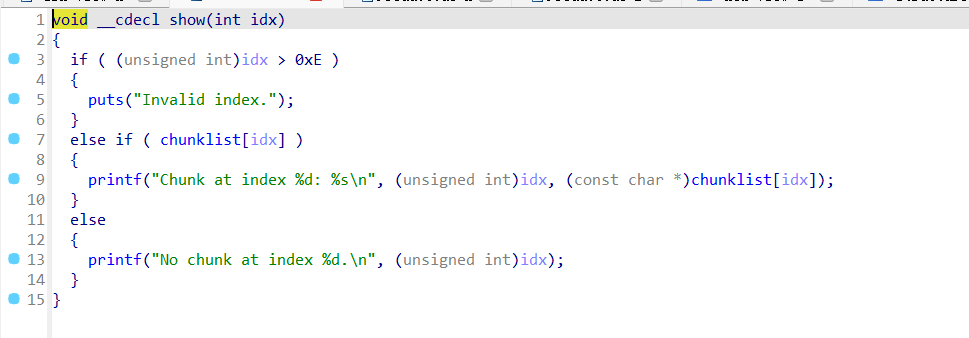 1 void __cdecl show(int idx)
2 {
3 if ( (unsigned int)idx > 0xE )
4 {
5 puts("Invalid index.");
6 }
7 else if ( chunklist[idx] )
8 {
9 printf("Chunk at index %d: %s\n", (unsigned int)idx, (const char *)chunklist[idx]);
10 }
11 else
12 {
13 printf("No chunk at index %d.\n", (unsigned int)idx);
14 }
15 }